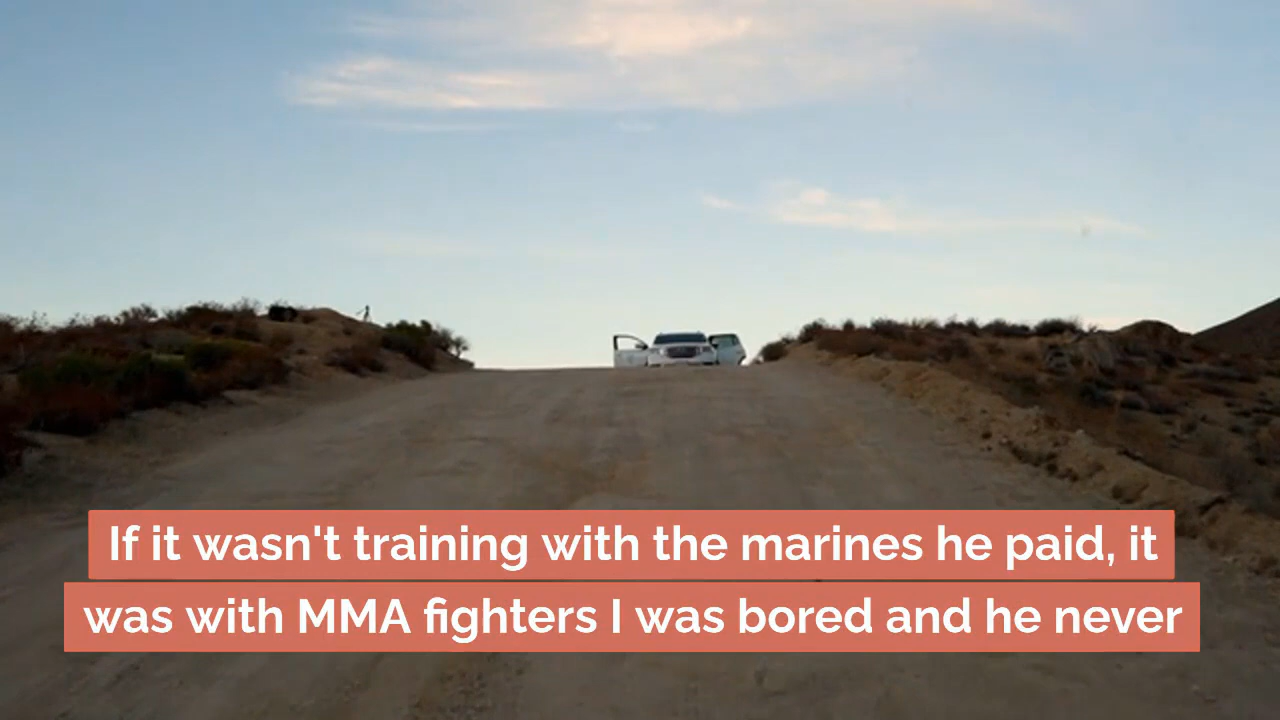 If it wasn't training with the marines he paid, it
was with MMA fighters I was bored and he never